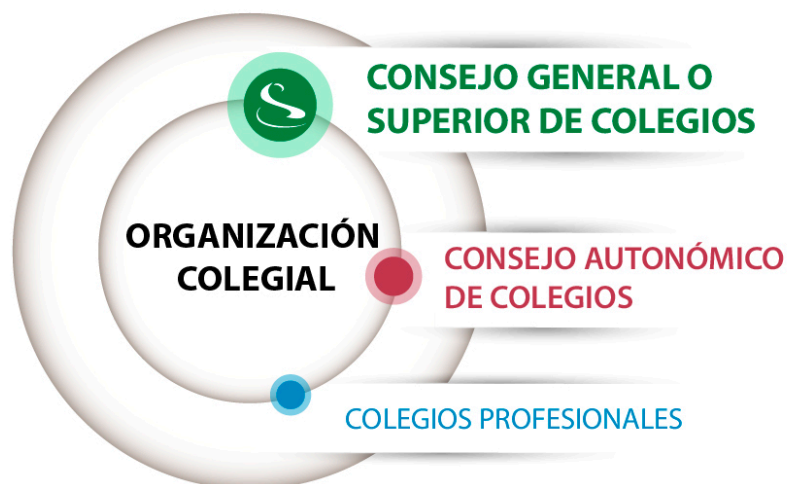 CONSEJO GENERAL O
SUPERIOR DE COLEGIOS
ORGANIZACIÓN
COLEGIAL
CONSEJO AUTONÓMICO
DE COLEGIOS
COLEGIOS PROFESIONALES